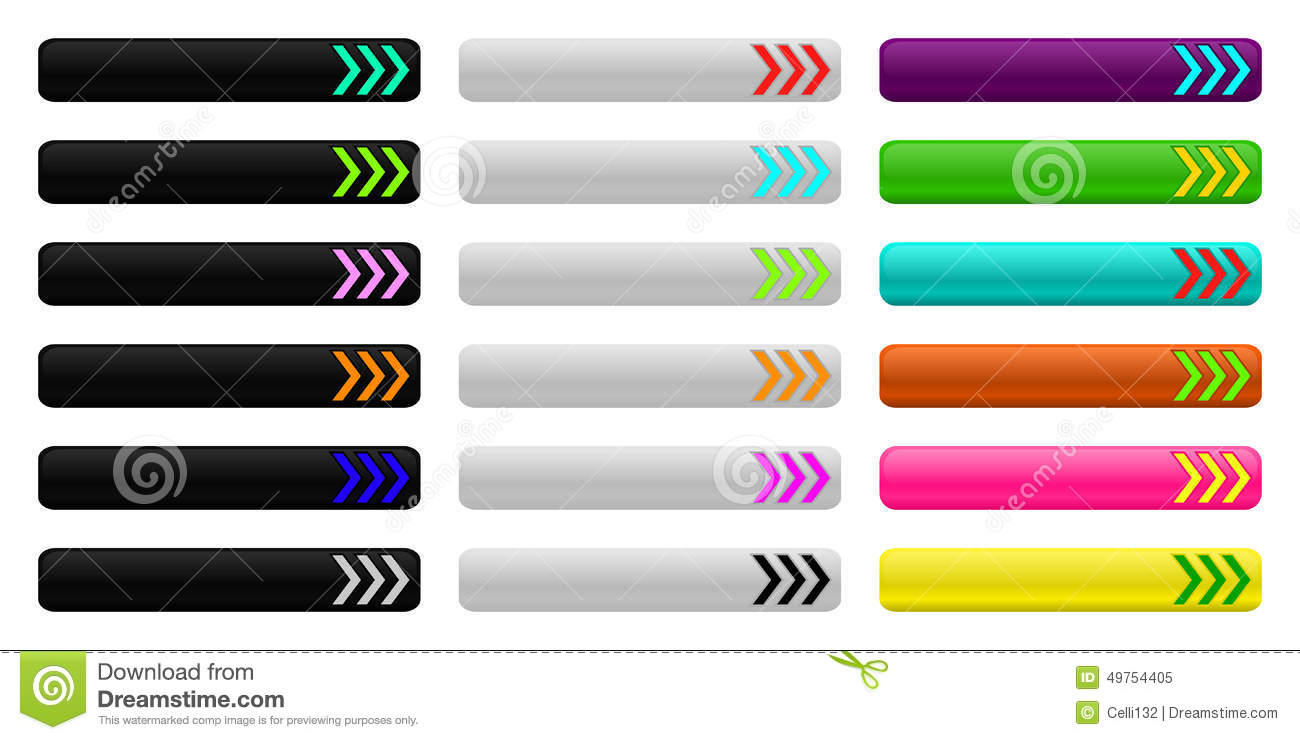 dreamstime
dreamstime
dreamstime
dreamstime
dreamstime
Download from
Dreamstime.com
This watermarked comp image is for previewing purposes only.
ID 49754405
© Celli132 | Dreamstime.com